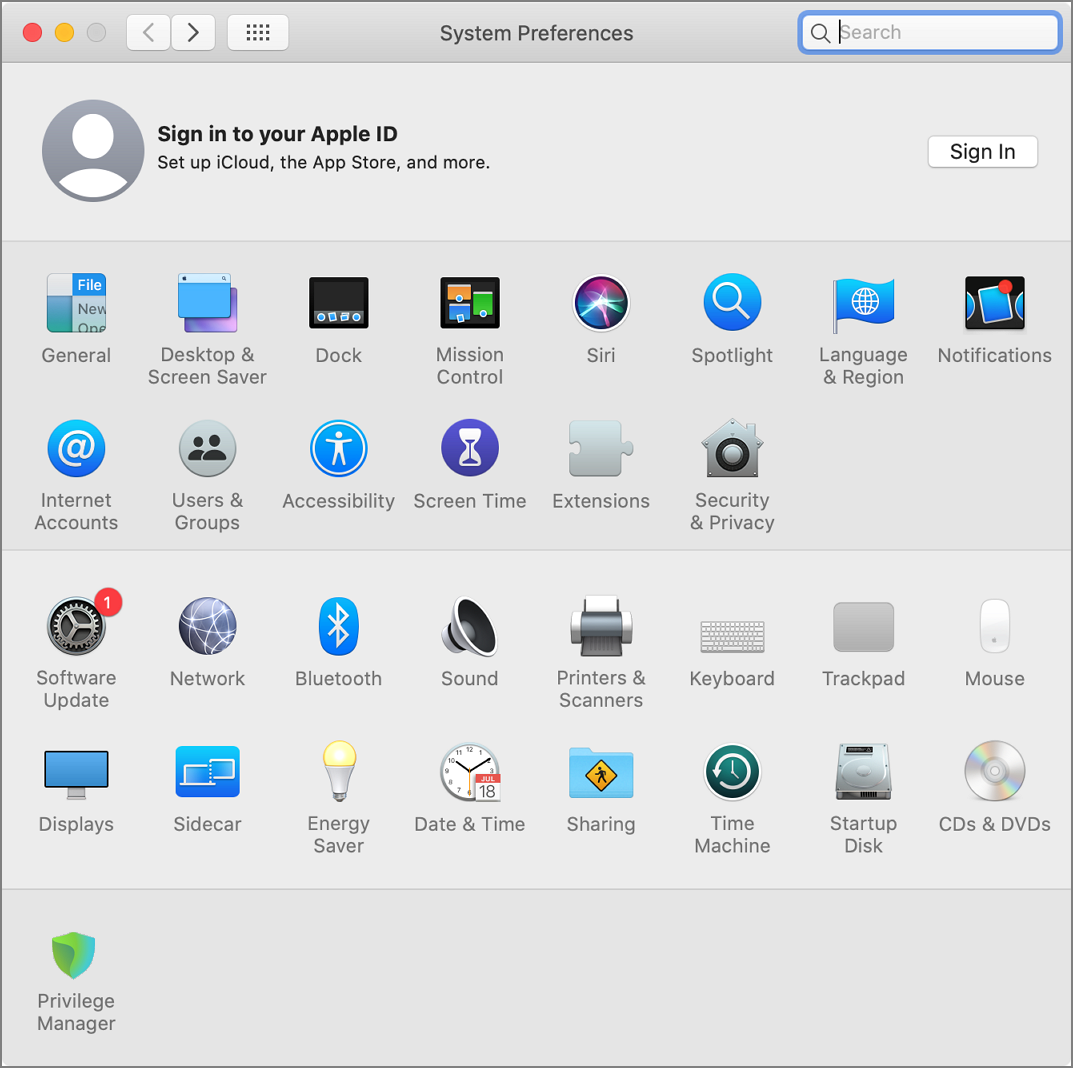 System Preferences
Search
Sign in to your Apple ID
Set up iCloud, the App Store, and more.
Sign In
File
New
Ope
General
Desktop &
Screen Saver
Dock
Mission
Control
Siri
Spotlight
Language
& Region
Notifications
@
Internet
Accounts
Users &
Groups
Accessibility
Screen Time
Extensions
Security
& Privacy
1
Software
Update
Network
Bluetooth
Sound
Printers &
Scanners
Keyboard
Trackpad
Mouse
Displays
Sidecar
Energy
Saver
JUL
18
Date & Time
Sharing
Time
Machine
Startup
Disk
CDs & DVDs
Privilege
Manager